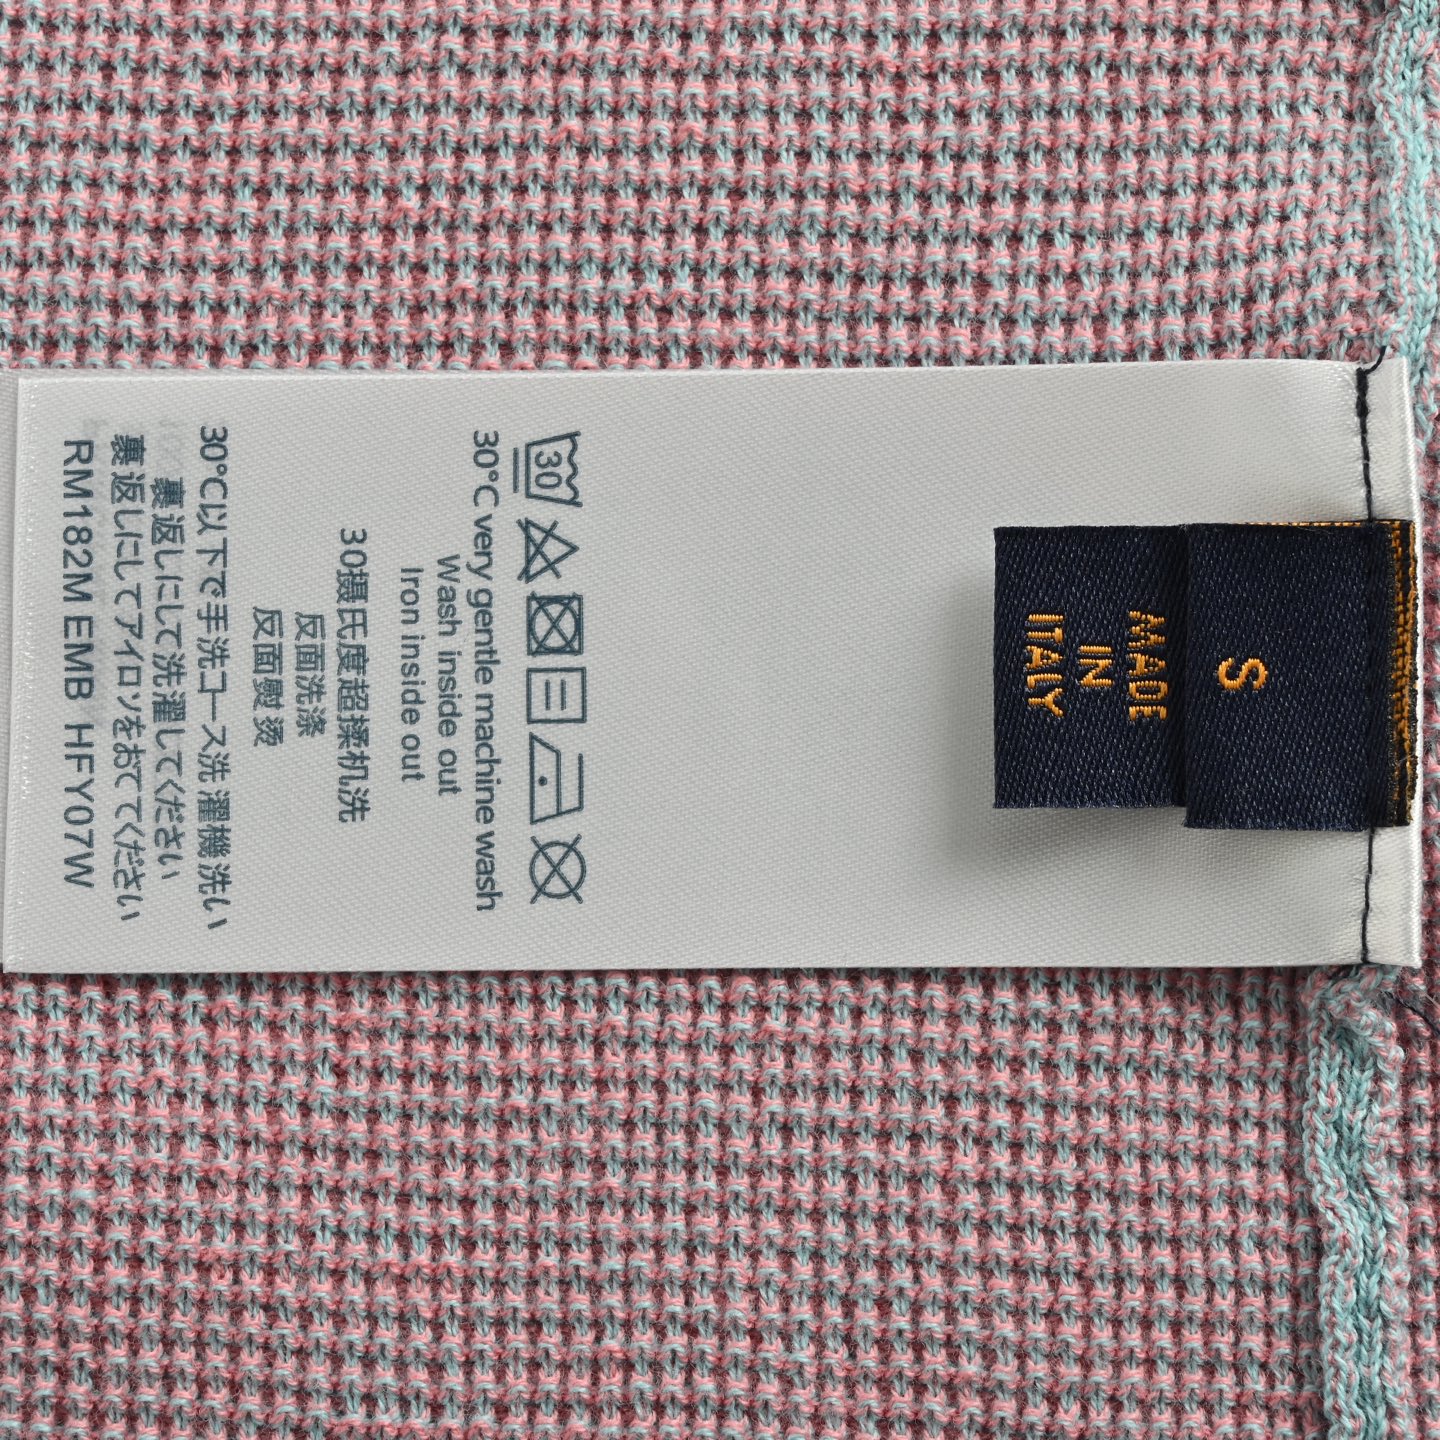 S
MADE
IN
ITALY
30
30°C very gentle machine wash
Wash inside out
Iron inside out
30摄氏度超揉机洗
反面洗涤
反面熨烫
30°C以下で手洗コース洗濯機洗い
裏返しにして洗濯してください
裏返しにしてアイロンをおててください
RM182M EMB HFY07W